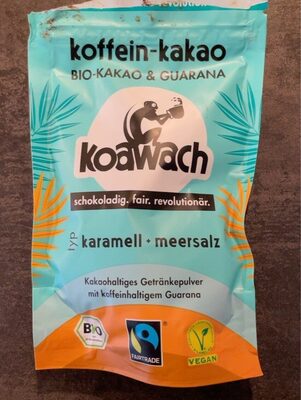 koffein-kakao
BIO-KAKAO & GUARANA
koawach
schokoladig. fair. revolutionär.
typ karamell + meersalz
Kakaohaltiges Getränkepulver
mit koffeinhaltigem Guarana
BIO
FAIRTRADE
VEGAN